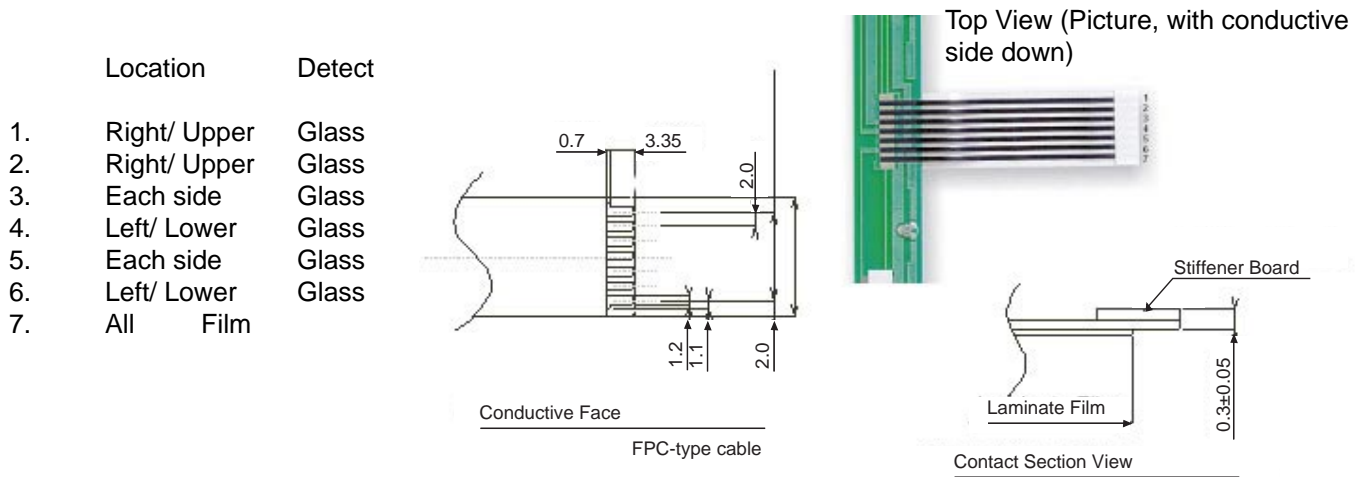 Location Detect
1. Right/ Upper Glass
2. Right/ Upper Glass
3. Each side Glass
4. Left/ Lower Glass
5. Each side Glass
6. Left/ Lower Glass
7. All Film
0.7 3.35
2.0
1.2
1.1
2.0
Conductive Face
FPC-type cable
Top View (Picture, with conductive
side down)
1
2
3
4
5
6
7
Stiffener Board
Laminate Film
0.3±0.05
Contact Section View